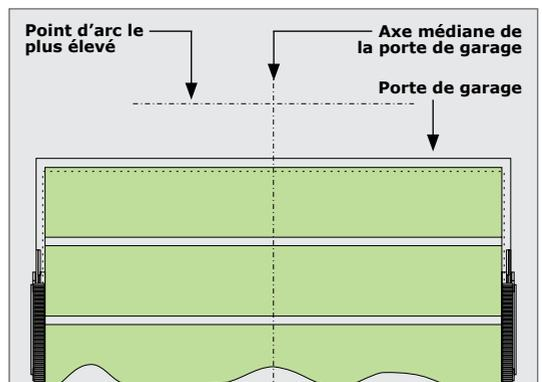 Point d’arc le
plus élevé
Axe médiane de
la porte de garage
Porte de garage